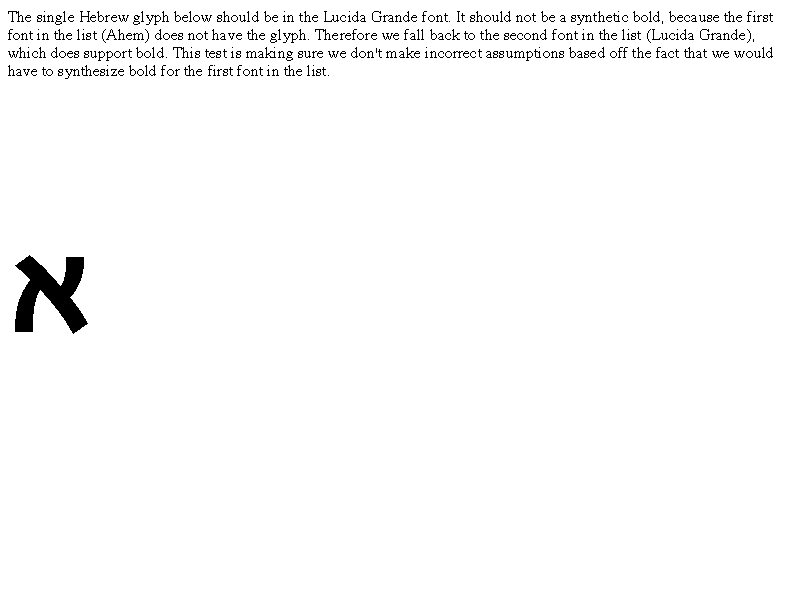 The single Hebrew glyph below should be in the Lucida Grande font. It should not be a synthetic bold, because the first
font in the list (Ahem) does not have the glyph. Therefore we fall back to the second font in the list (Lucida Grande),
which does support bold. This test is making sure we don't make incorrect assumptions based off the fact that we would
have to synthesize bold for the first font in the list.
א